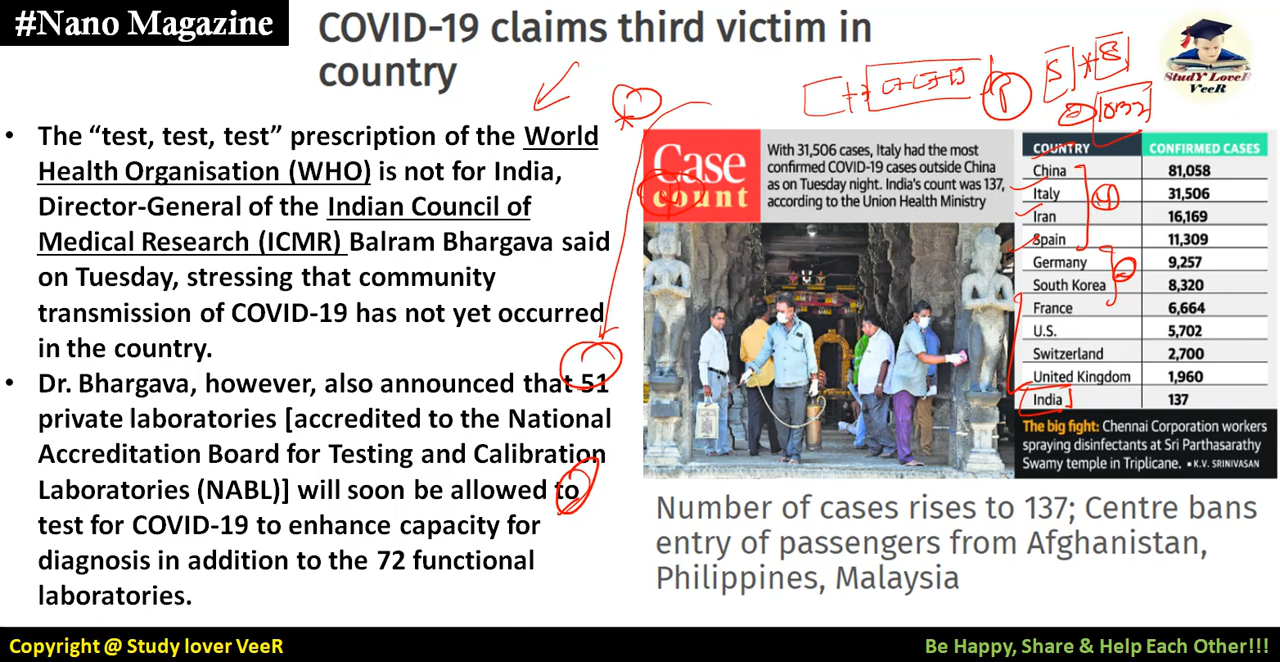 #Nano Magazine
COVID-19 claims third victim in
country
StudY LoveR
VeeR
• The “test, test, test” prescription of the World
Health Organisation (WHO) is not for India,
Director-General of the Indian Council of
Medical Research (ICMR) Balram Bhargava said
on Tuesday, stressing that community
transmission of COVID-19 has not yet occurred
in the country.
• Dr. Bhargava, however, also announced that 51
private laboratories [accredited to the National
Accreditation Board for Testing and Calibration
Laboratories (NABL)] will soon be allowed to
test for COVID-19 to enhance capacity for
diagnosis in addition to the 72 functional
laboratories.
Case
count
With 31,506 cases, Italy had the most
confirmed COVID-19 cases outside China
as on Tuesday night. India's count was 137,
according to the Union Health Ministry
COUNTRY CONFIRMED CASES
China 81,058
Italy 31,506
Iran 16,169
Spain 11,309
Germany 9,257
South Korea 8,320
France 6,664
U.S. 5,702
Switzerland 2,700
United Kingdom 1,960
India 137
The big fight: Chennai Corporation workers
spraying disinfectants at Sri Parthasarathy
Swamy temple in Triplicane. • K.V. SRINIVASAN
Number of cases rises to 137; Centre bans
entry of passengers from Afghanistan,
Philippines, Malaysia
Copyright @ Study lover VeeR
Be Happy, Share & Help Each Other!!!